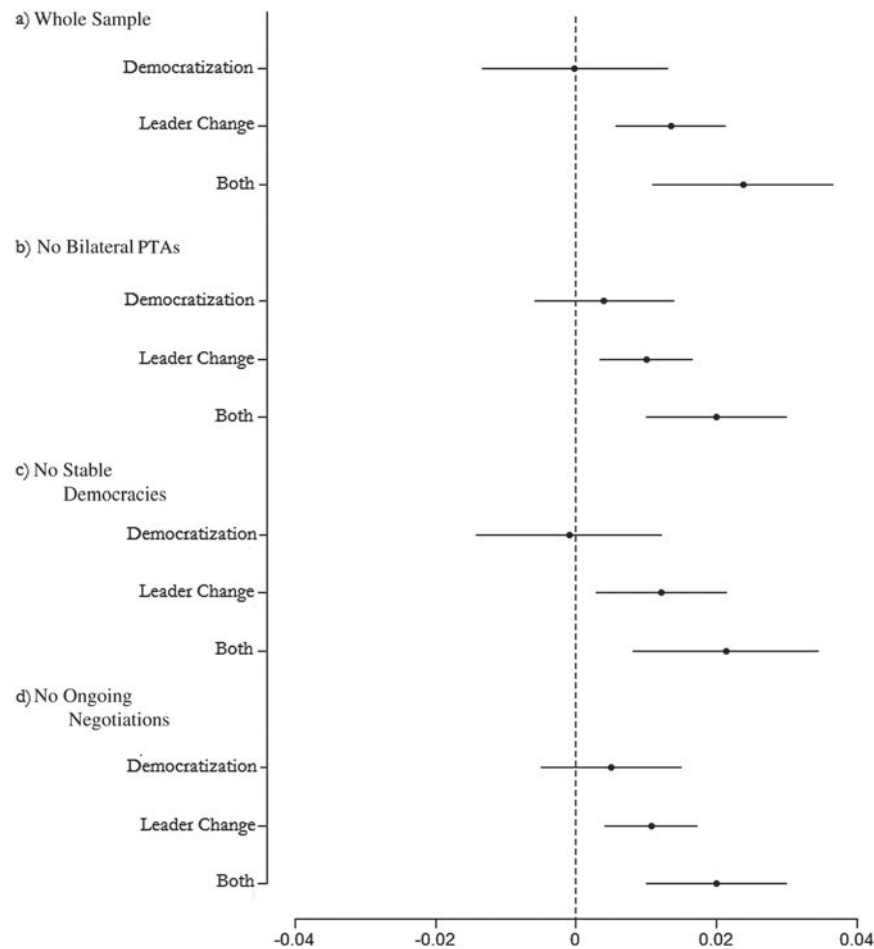 a) Whole Sample
Democratization
Leader Change
Both
b) No Bilateral PTAs
Democratization
Leader Change
Both
c) No Stable
Democracies
Democratization
Leader Change
Both
d) No Ongoing
Negotiations
Democratization
Leader Change
Both
-0.04 -0.02 0 0.02 0.04